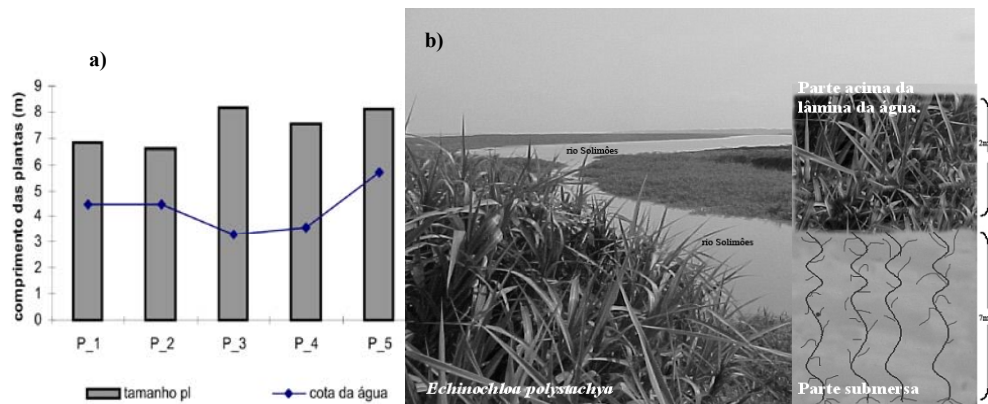 a)
comprimento das plantas (m)
9
8
7
6
5
4
3
2
1
0
P_1 P_2 P_3 P_4 P_5
tamanho pl cota da água
b)
rio Solimões
rio Solimões
Echinochloa polystachya
Parte acima da
lâmina da água.
2m
7m
Parte submersa